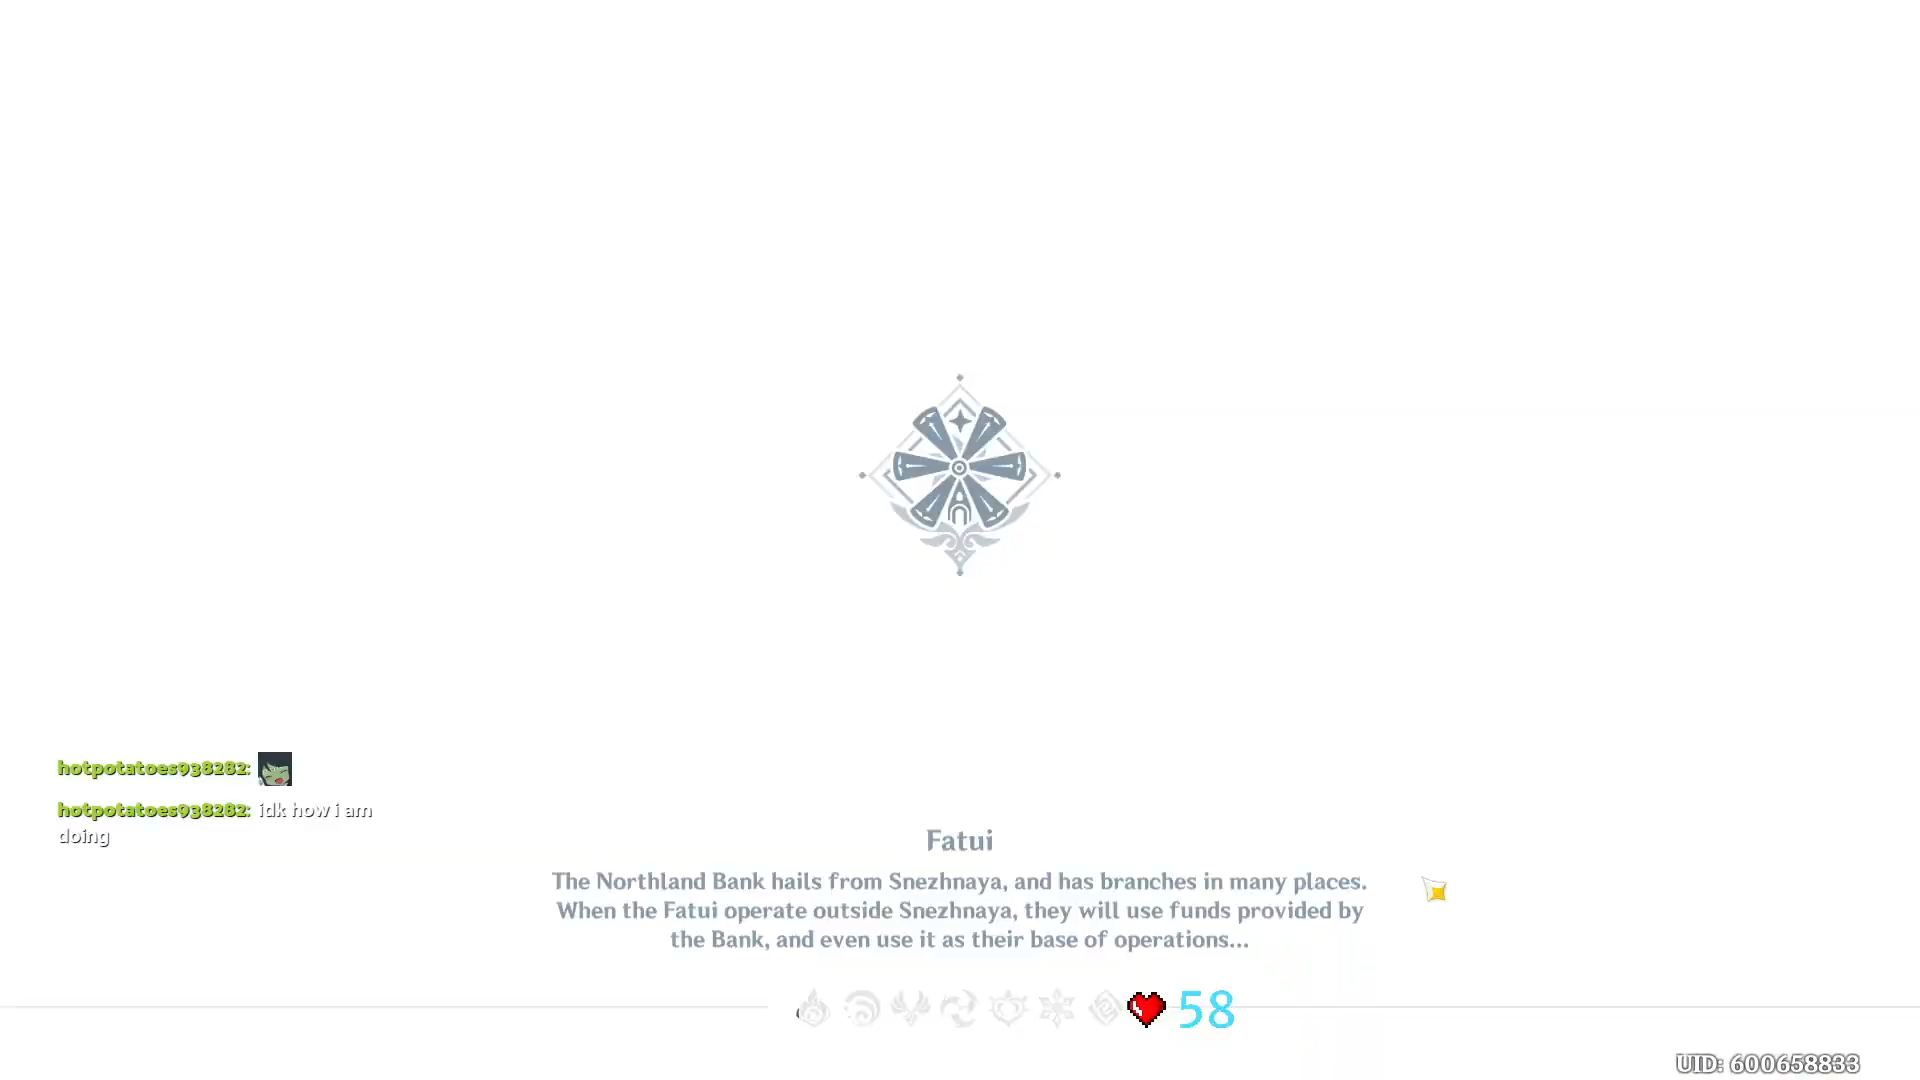 hotpotatoes938282:
hotpotatoes938282: idk how i am
doing
Fatui
The Northland Bank hails from Snezhnaya, and has branches in many places.
When the Fatui operate outside Snezhnaya, they will use funds provided by
the Bank, and even use it as their base of operations...
58
UID: 600658833